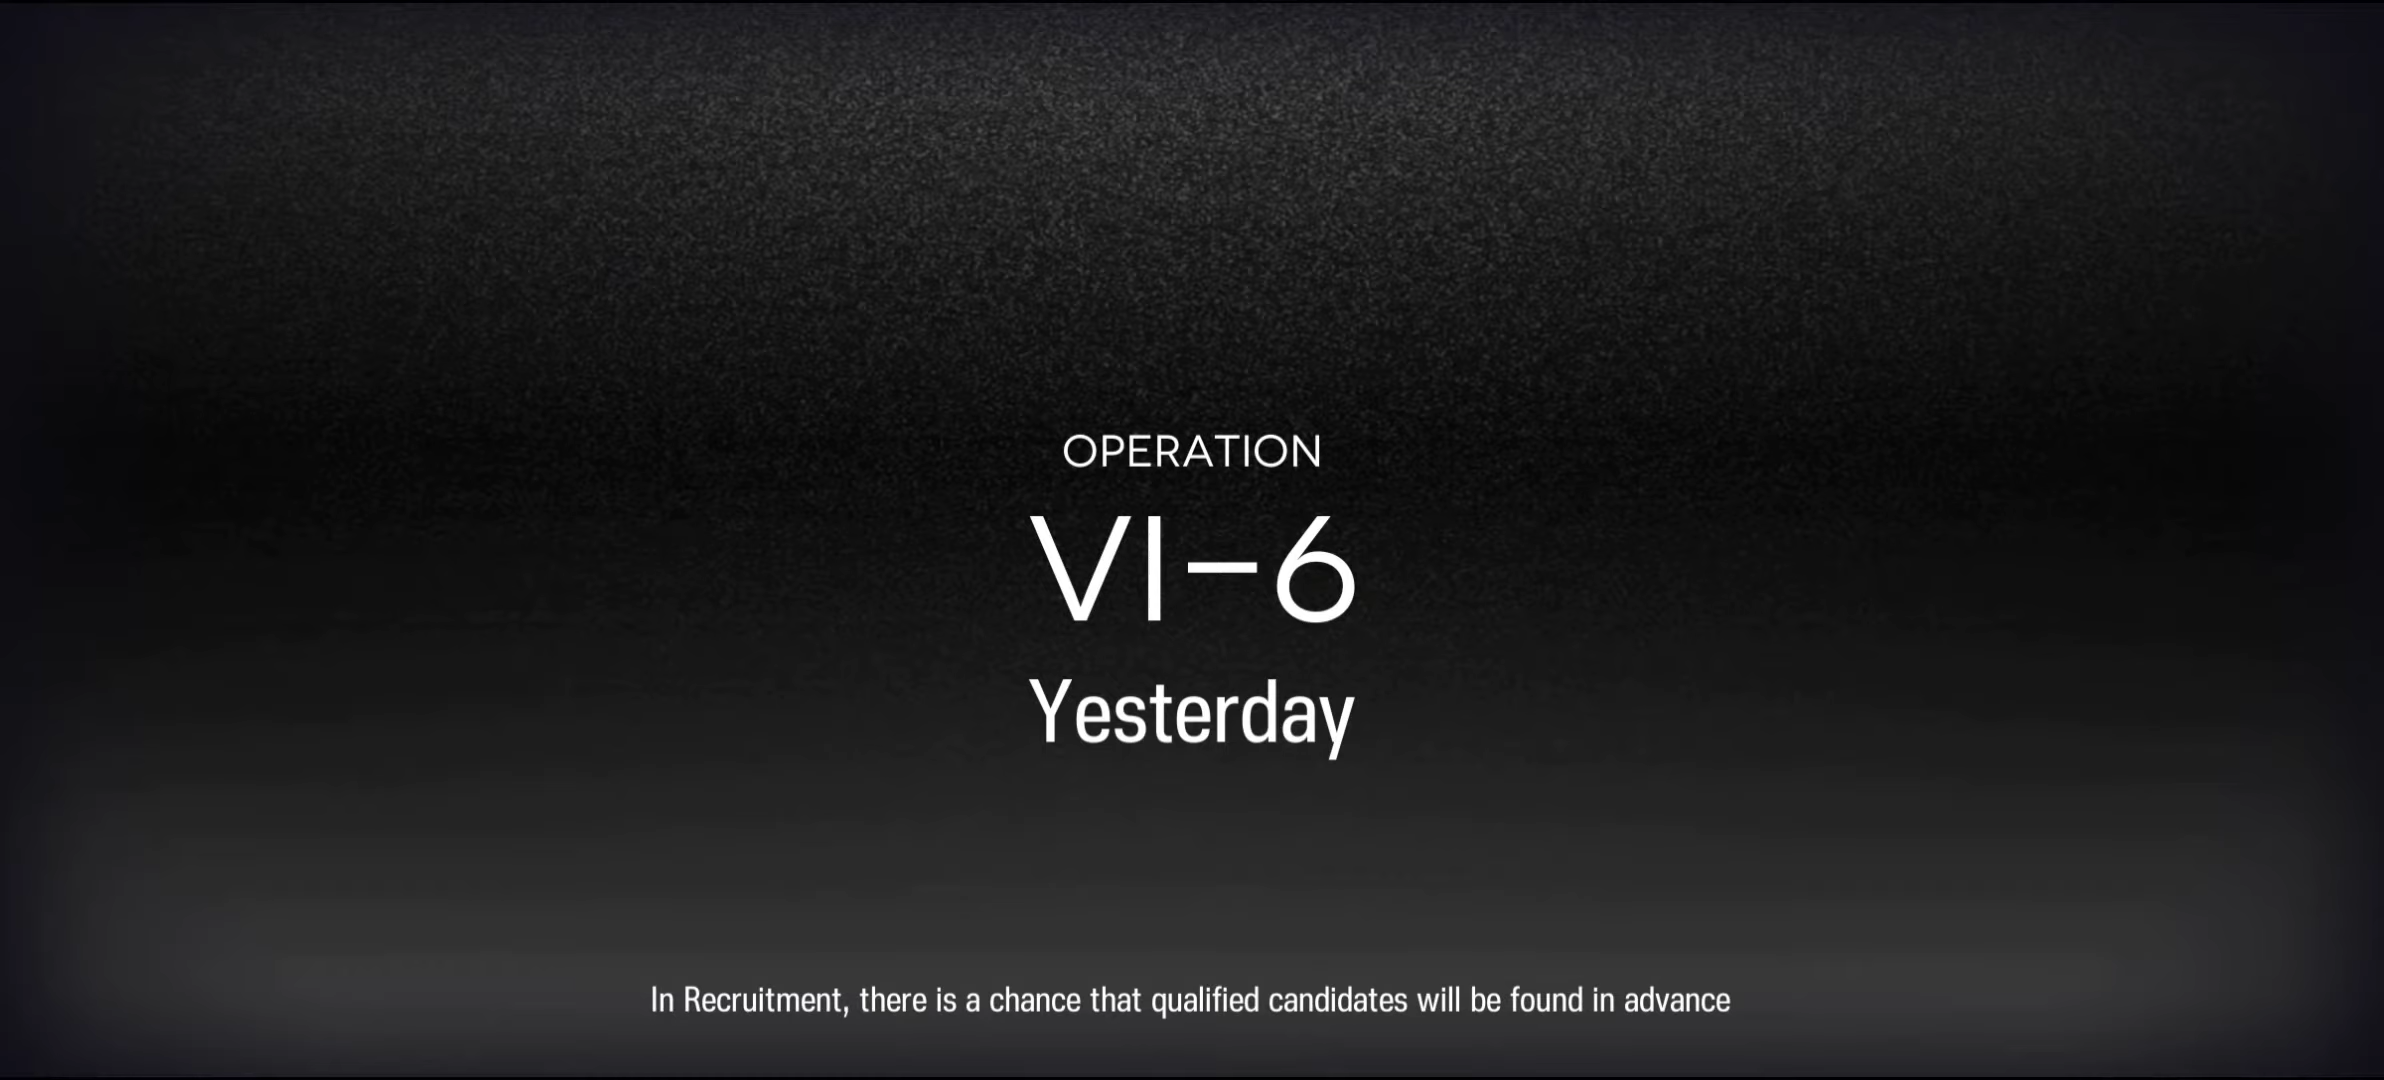 OPERATION
VI-6
Yesterday
In Recruitment, there is a chance that qualified candidates will be found in advance